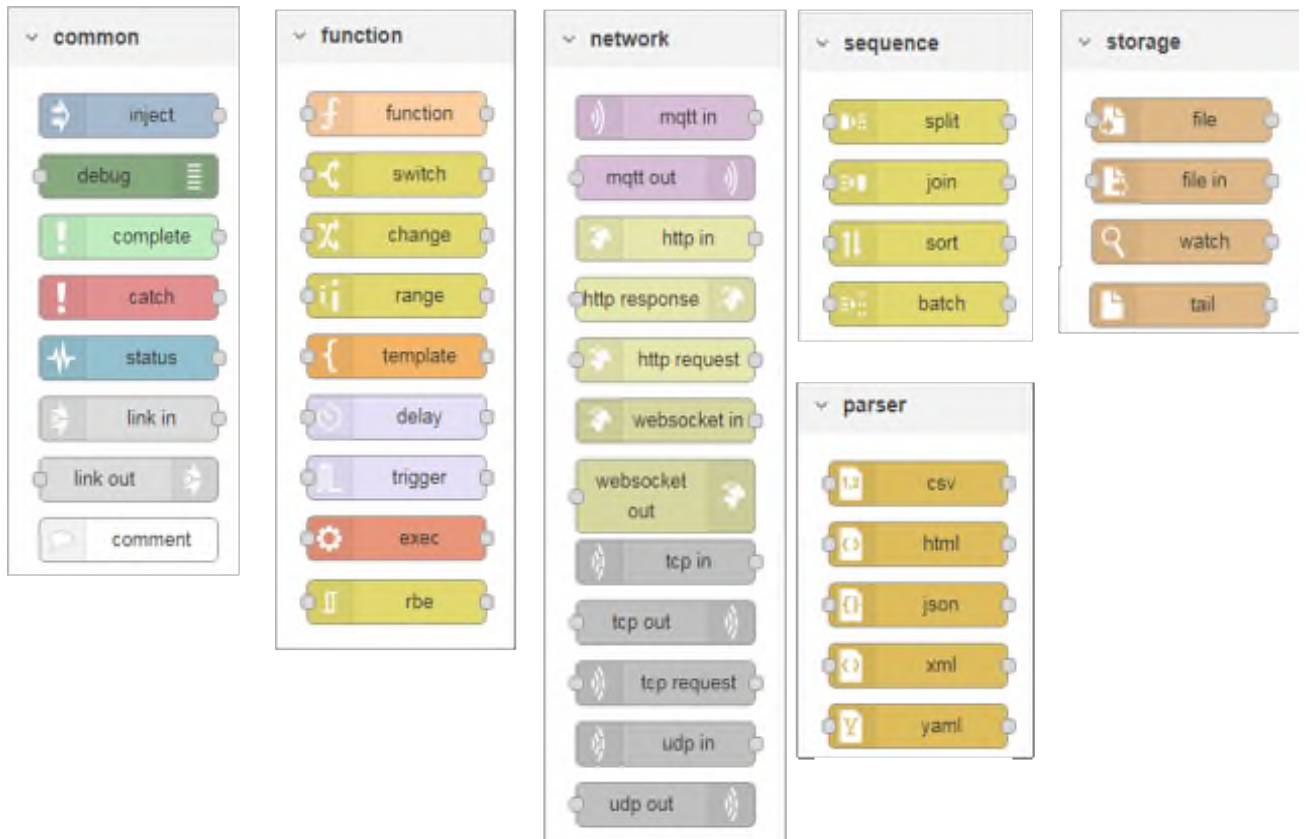 common
inject
debug
complete
catch
status
link in
link out
comment
function
function
switch
change
range
template
delay
trigger
exec
rbe
network
mqtt in
mqtt out
http in
http response
http request
websocket in
websocket
out
tcp in
tcp out
tcp request
udp in
udp out
sequence
split
join
sort
batch
parser
1,2
csv
html
json
xml
yaml
storage
file
file in
watch
tail